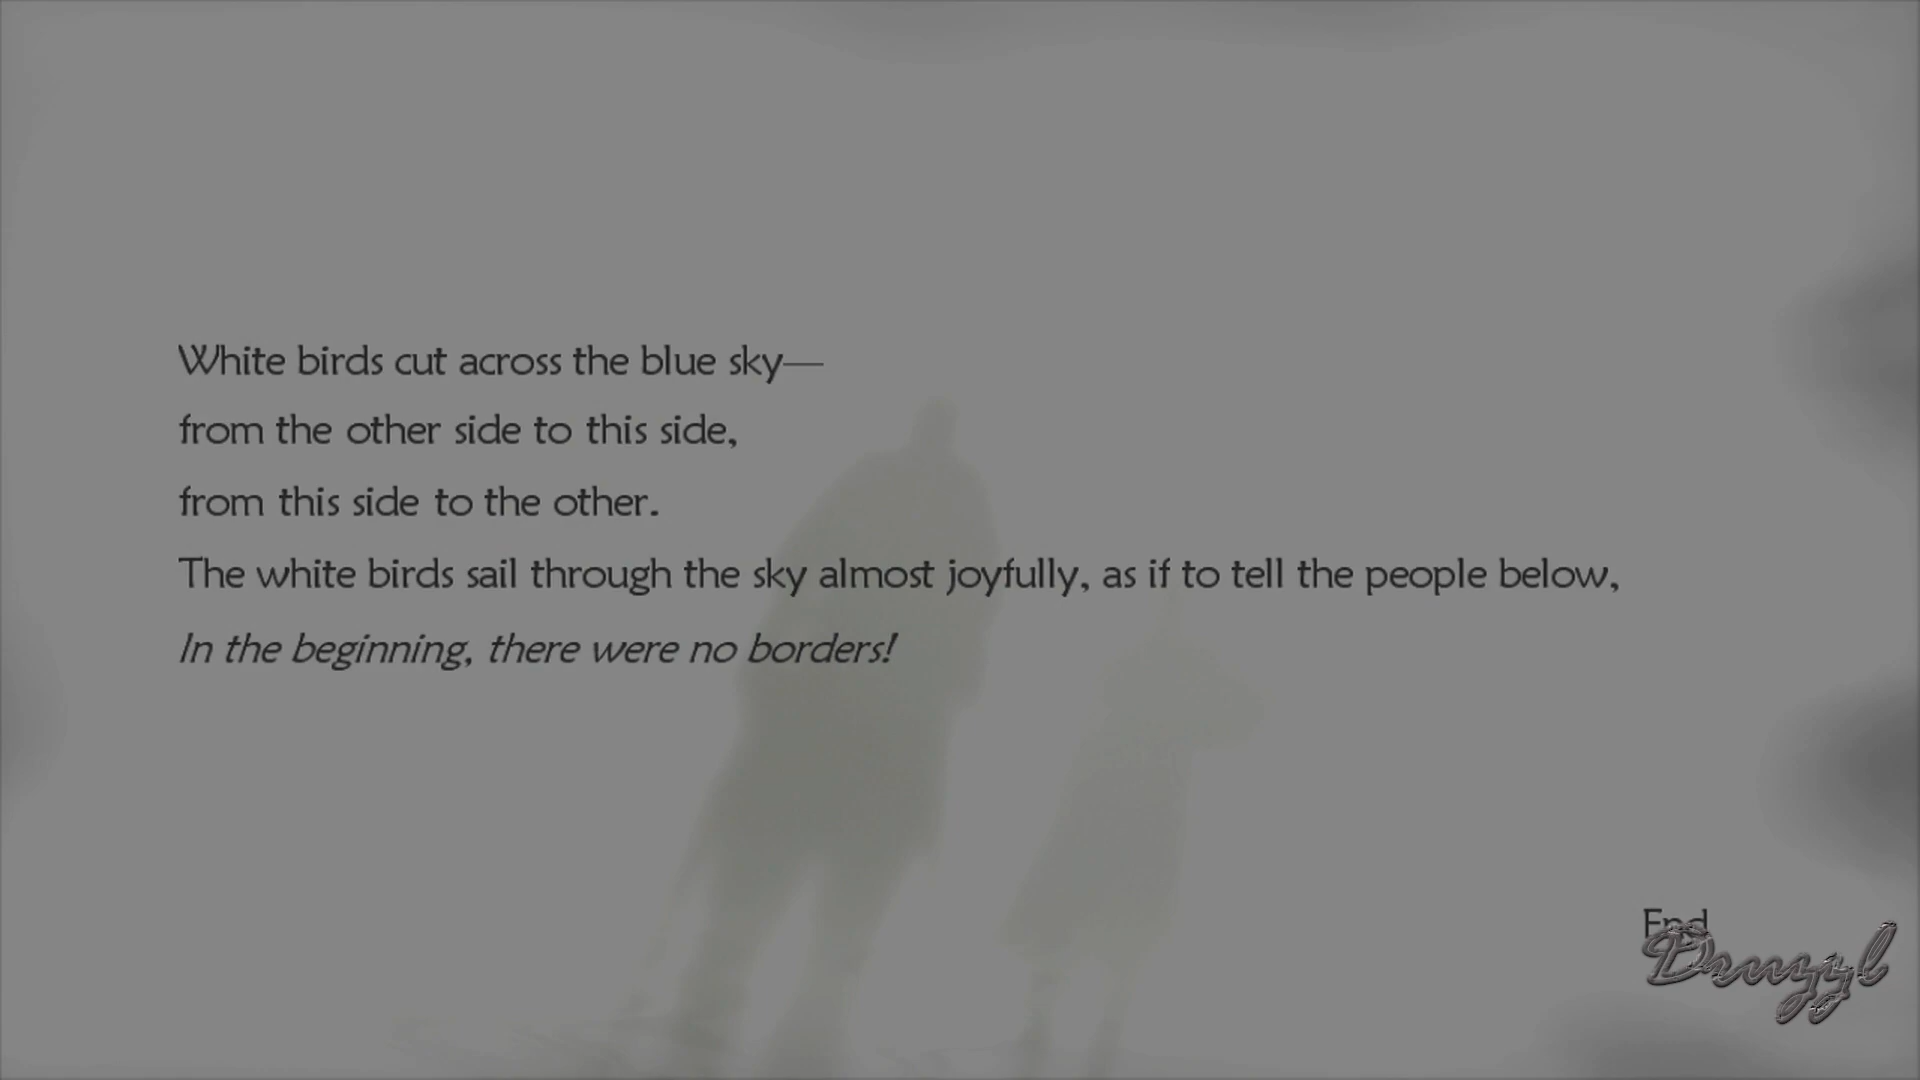 White birds cut across the blue sky—
from the other side to this side,
from this side to the other.
The white birds sail through the sky almost joyfully, as if to tell the people below,
In the beginning, there were no borders!
End
Druzzl